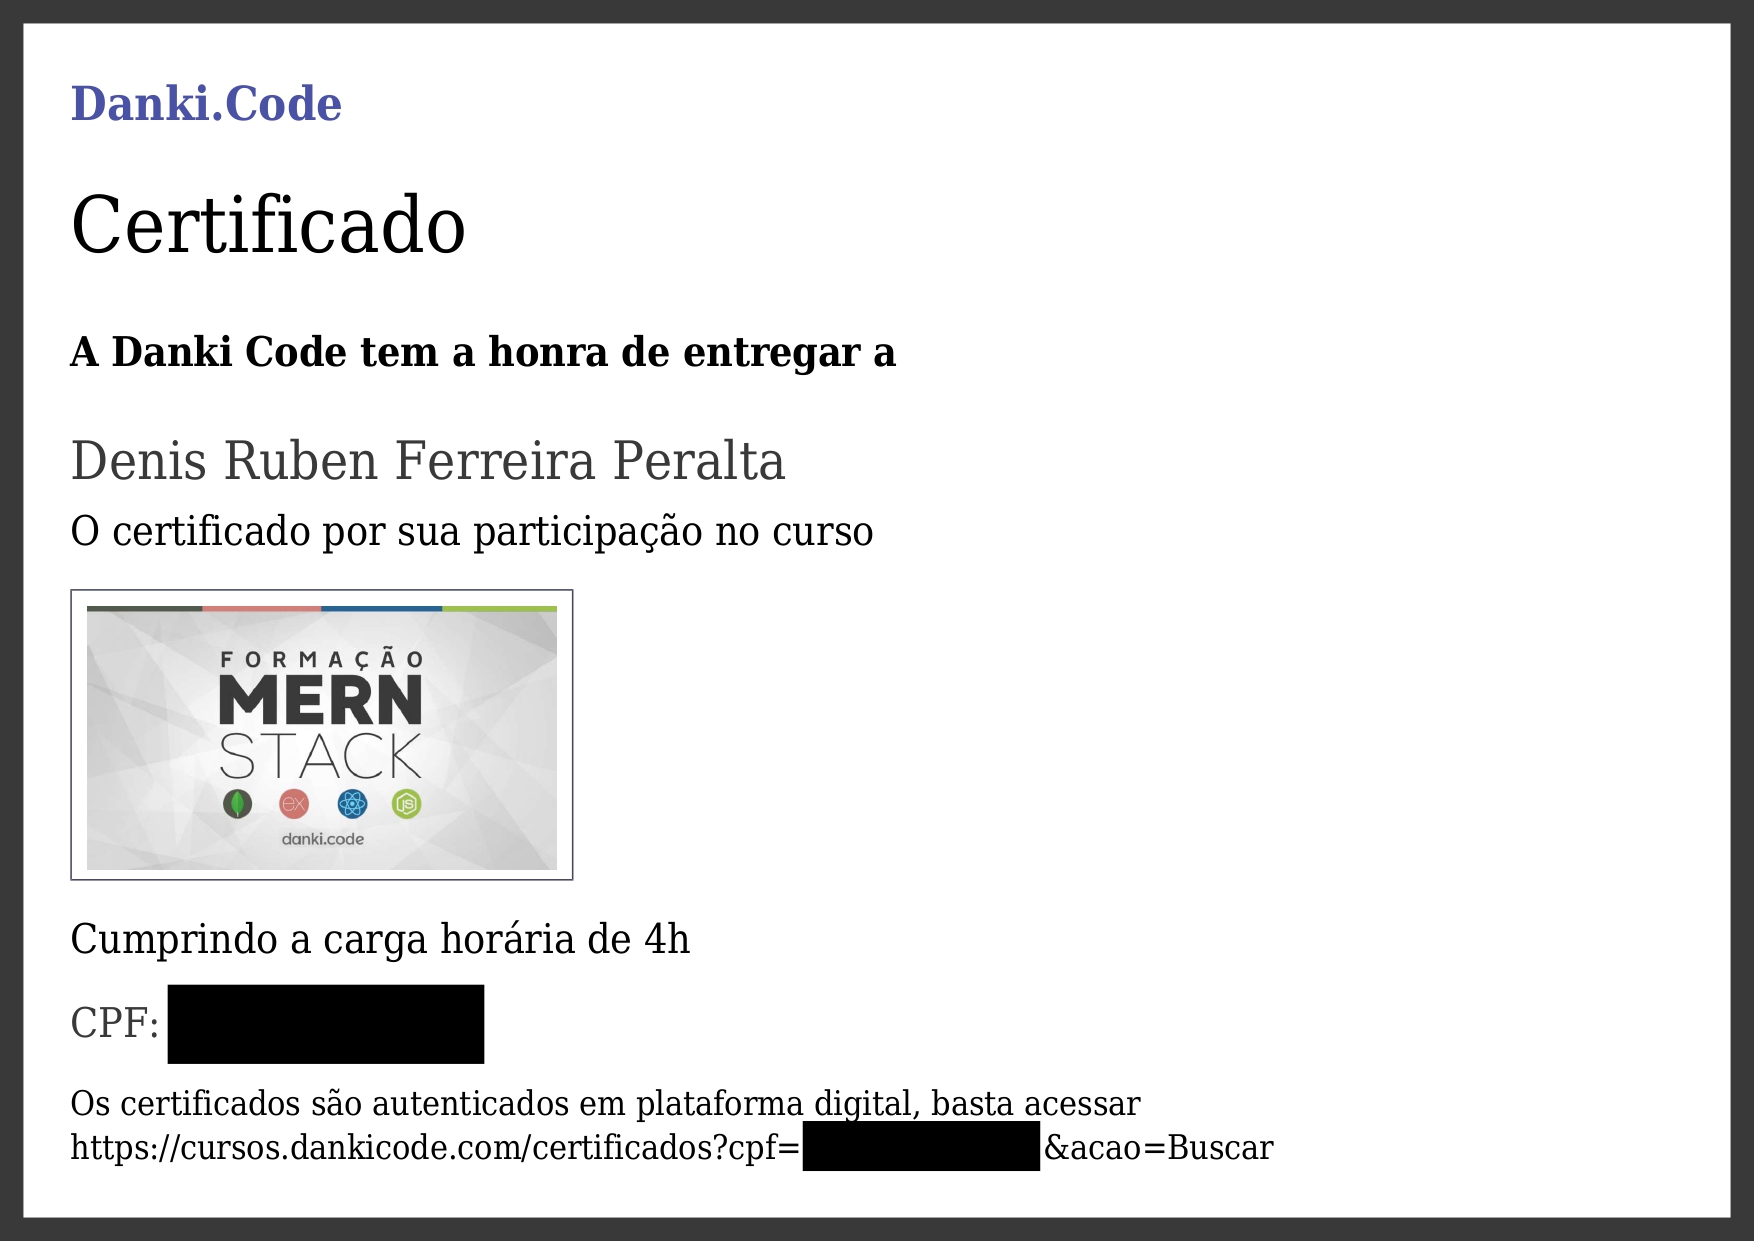 Danki.Code
Certificado
A Danki Code tem a honra de entregar a
Denis Ruben Ferreira Peralta
O certificado por sua participação no curso
FORMAÇÃO
MERN
STACK
ex
JS
danki.code
Cumprindo a carga horária de 4h
CPF:
Os certificados são autenticados em plataforma digital, basta acessar
https://cursos.dankicode.com/certificados?cpf= &acao=Buscar